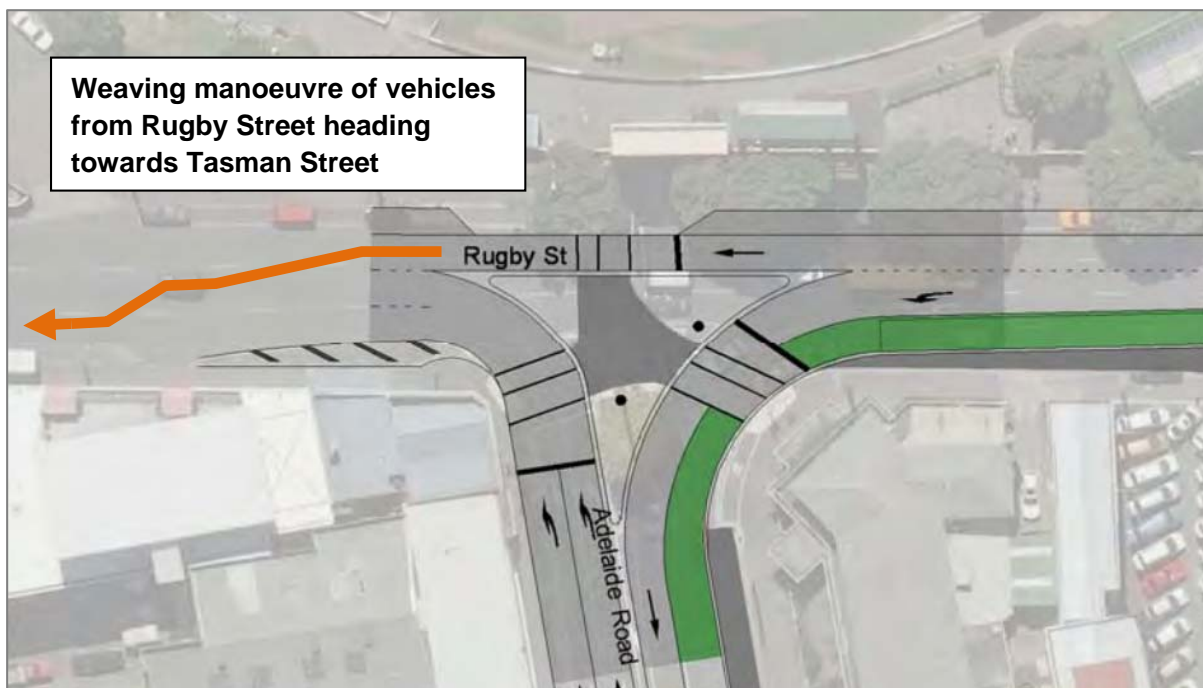 Weaving manoeuvre of vehicles
from Rugby Street heading
towards Tasman Street
Rugby St
Adelaide Road